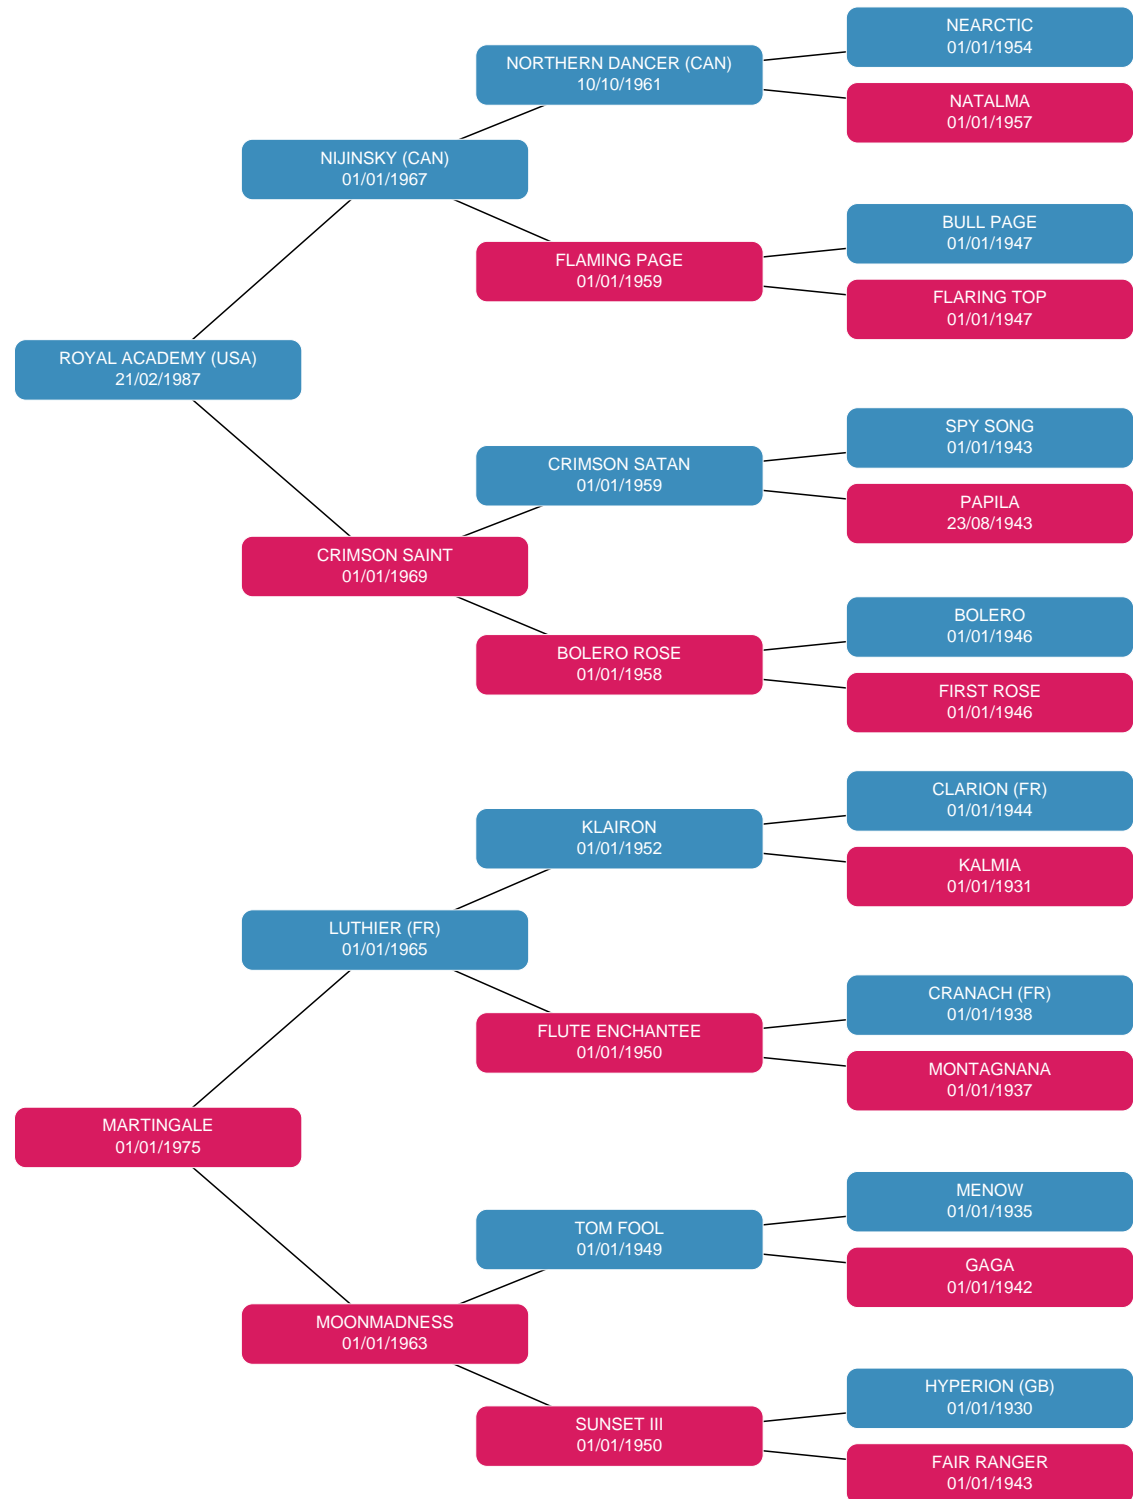 NEARCTIC
01/01/1954
NORTHERN DANCER (CAN)
10/10/1961
NATALMA
01/01/1957
NIJINSKY (CAN)
01/01/1967
BULL PAGE
01/01/1947
FLAMING PAGE
01/01/1959
FLARING TOP
01/01/1947
ROYAL ACADEMY (USA)
21/02/1987
SPY SONG
01/01/1943
CRIMSON SATAN
01/01/1959
PAPILA
23/08/1943
CRIMSON SAINT
01/01/1969
BOLERO
01/01/1946
BOLERO ROSE
01/01/1958
FIRST ROSE
01/01/1946
CLARION (FR)
01/01/1944
KLAIRON
01/01/1952
KALMIA
01/01/1931
LUTHIER (FR)
01/01/1965
CRANACH (FR)
01/01/1938
FLUTE ENCHANTEE
01/01/1950
MONTAGNANA
01/01/1937
MARTINGALE
01/01/1975
MENOW
01/01/1935
TOM FOOL
01/01/1949
GAGA
01/01/1942
MOONMADNESS
01/01/1963
HYPERION (GB)
01/01/1930
SUNSET III
01/01/1950
FAIR RANGER
01/01/1943